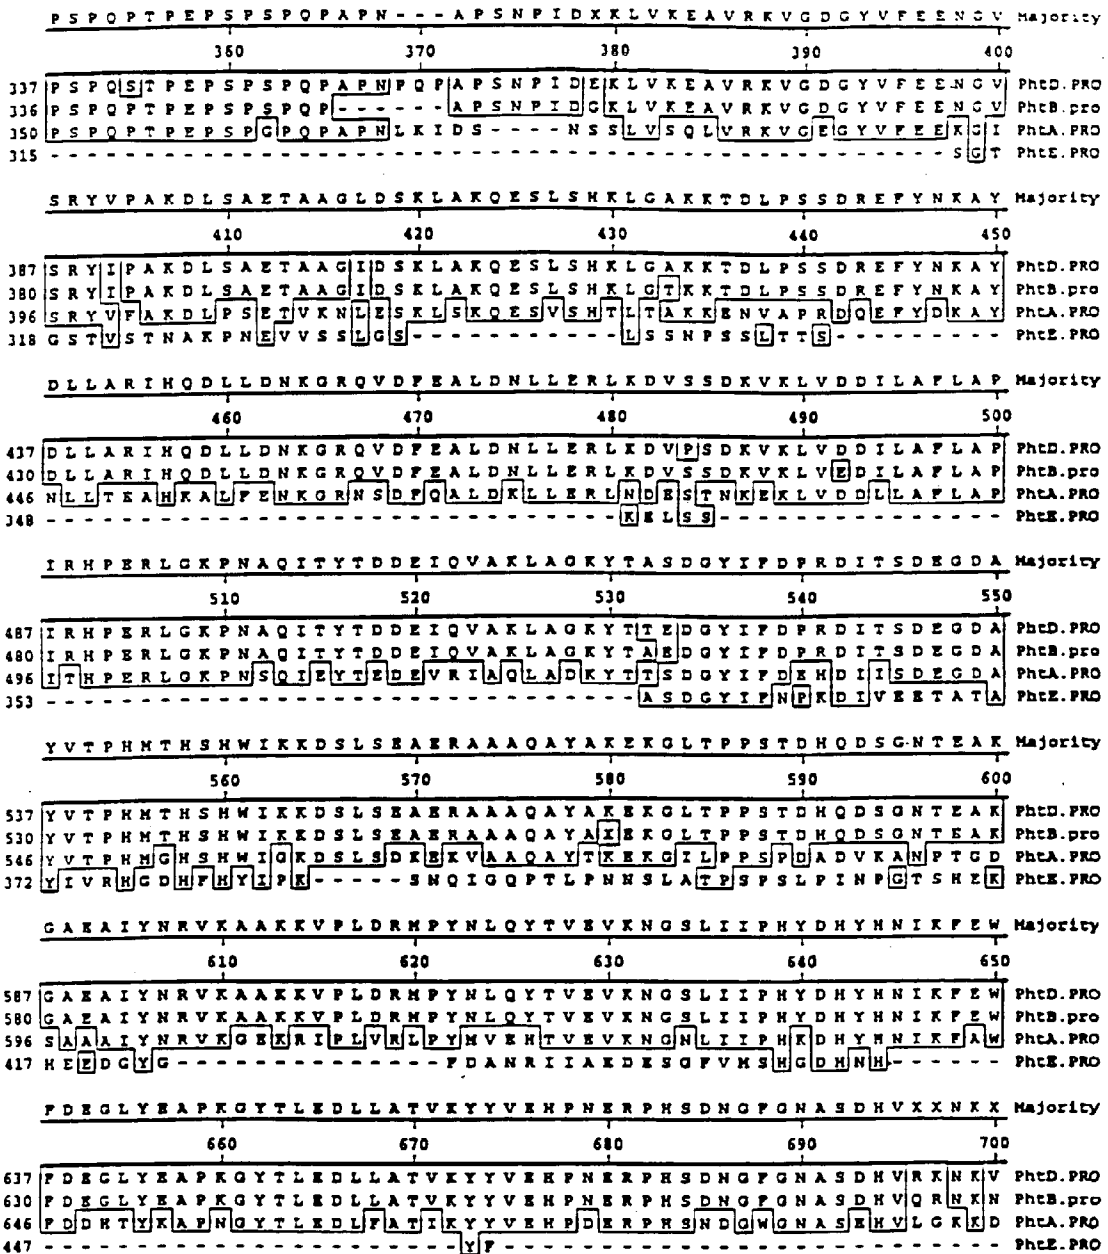 P S P Q P T P E P S P S P Q P A P N - - - A P S N P I D X K L V K E A V R K V G D G Y V F E E N G V Majority
360 370 380 390 400
337 P S P Q S T P E P S P S P Q P A P N P Q P A P S N P I D E K L V K E A V R K V G D G Y V F E E N G V PhtD.PRO
336 P S P Q P T P E P S P S P Q P - - - - - - A P S N P I D G K L V K E A V R K V G D G Y V F E E N G V PhtB.pro
350 P S P Q P T P E P S P G P Q P A P N L K I D S - - - - N S S L V S Q L V R K V G E G Y V F E E K G I PhtA.PRO
315 - - - - - - - - - - - - - - - - - - - - - - - - - - - - - - - - - - - - - - - - - - - - - - - S G T PhtE.PRO
S R Y V P A K D L S A E T A A G L D S K L A K Q E S L S H K L G A K K T D L P S S D R E F Y N K A Y Majority
410 420 430 440 450
387 S R Y I P A K D L S A E T A A G I D S K L A K Q E S L S H K L G A K K T D L P S S D R E F Y N K A Y PhtD.PRO
380 S R Y I P A K D L S A E T A A G I D S K L A K Q E S L S H K L G T K K T D L P S S D R E F Y N K A Y PhtB.pro
396 S R Y V F A K D L P S E T V K N L E S K L S K Q E S V S H T L T A K K E N V A P R D Q E F Y D K A Y PhtA.PRO
318 G S T V S T N A K P N E V V S S L G S - - - - - - - - - - - L S S N P S S L T T S - - - - - - - - - PhtE.PRO
D L L A R I H Q D L L D N K G R Q V D F E A L D N L L E R L K D V S S D K V K L V D D I L A F L A P Majority
460 470 480 490 500
437 D L L A R I H Q D L L D N K G R Q V D F E A L D N L L E R L K D V P S D K V K L V D D I L A F L A P PhtD.PRO
430 D L L A R I H Q D L L D N K G R Q V D F E A L D N L L E R L K D V S S D K V K L V E D I L A F L A P PhtB.pro
446 N L L T E A H K A L F E N K G R N S D F Q A L D K L L E R L N D E S T N K E K L V D D L L A F L A P PhtA.PRO
348 - - - - - - - - - - - - - - - - - - - - - - - - - - - - - - K E L S S - - - - - - - - - - - - - - - PhtE.PRO
I R H P E R L G K P N A Q I T Y T D D E I Q V A K L A G K Y T A S D G Y I F D P R D I T S D E G D A Majority
510 520 530 540 550
487 I R H P E R L G K P N A Q I T Y T D D E I Q V A K L A G K Y T T E D G Y I F D P R D I T S D E G D A PhtD.PRO
480 I R H P E R L G K P N A Q I T Y T D D E I Q V A K L A G K Y T A E D G Y I F D P R D I T S D E G D A PhtB.pro
496 I T H P E R L G K P N S Q I E Y T E D E V R I A Q L A D K Y T T S D G Y I F D E H D I I S D E G D A PhtA.PRO
353 - - - - - - - - - - - - - - - - - - - - - - - - - - - - - - - A S D G Y I F N P K D I V E E T A T A PhtE.PRO
Y V T P H M T H S H W I K K D S L S E A E R A A A Q A Y A K E K G L T P P S T D H Q D S G N T E A K Majority
560 570 580 590 600
537 Y V T P H M T H S H W I K K D S L S E A E R A A A Q A Y A K E K G L T P P S T D H Q D S G N T E A K PhtD.PRO
530 Y V T P H M T H S H W I K K D S L S E A E R A A A Q A Y A I E K G L T P P S T D H Q D S G N T E A K PhtB.pro
546 Y V T P H M G H S H W I G K D S L S D K E K V A A Q A Y T K E K G I L P P S P D A D V K A N P T G D PhtA.PRO
372 Y I V R H G D H F H Y I P K - - - - - S N Q I G Q P T L P N N S L A T P S P S L P I N P G T S H E K PhtE.PRO
G A E A I Y N R V K A A K K V P L D R M P Y N L Q Y T V E V K N G S L I I P H Y D H Y H N I K F E W Majority
610 620 630 640 650
587 G A E A I Y N R V K A A K K V P L D R M P Y N L Q Y T V E V K N G S L I I P H Y D H Y H N I K F E W PhtD.PRO
580 G A E A I Y N R V K A A K K V P L D R M P Y N L Q Y T V E V K N G S L I I P H Y D H Y H N I K F E W PhtB.pro
596 S A A A I Y N R V K G E K R I P L V R L P Y M V E H T V E V K N G N L I I P H K D H Y H N I K F A W PhtA.PRO
417 H E E D G Y G - - - - - - - - - - - - - - F D A N R I I A E D E S G F V M S H G D H N H - - - - - - PhtE.PRO
F D E G L Y E A P K G Y T L E D L L A T V K Y Y V E H P N E R P H S D N G F G N A S D H V X X N K X Majority
660 670 680 690 700
637 F D E G L Y E A P K G Y T L E D L L A T V K Y Y V E H P N E R P H S D N G F G N A S D H V R K N K V PhtD.PRO
630 F D E G L Y E A P K G Y T L E D L L A T V K Y Y V E H P N E R P H S D N G F G N A S D H V Q R N K N PhtB.pro
646 F D D H T Y K A P N G Y T L E D L F A T I K Y Y V E H P D E R P H S N D G W G N A S E H V L G K K D PhtA.PRO
447 - - - - - - - - - - - - - - - - - - - - - - Y F - - - - - - - - - - - - - - - - - - - - - - - - - - PhtE.PRO